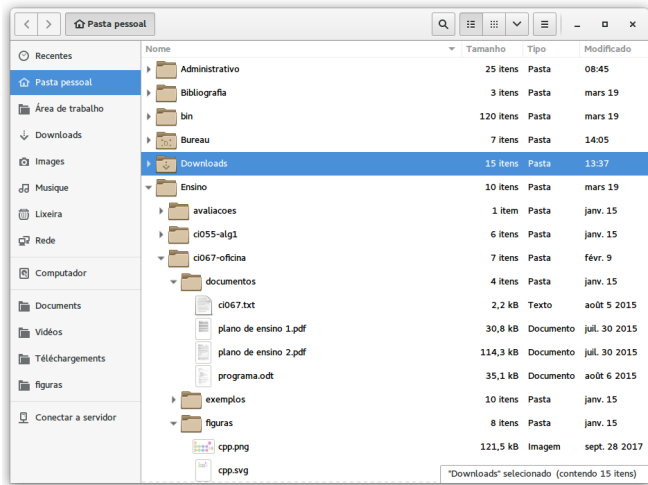 Pasta pessoal
Recentes
Pasta pessoal
Área de trabalho
Downloads
Images
Musique
Lixeira
Rede
Computador
Documents
Vidéos
Téléchargements
figuras
Conectar a servidor
Nome Tamanho Tipo Modificado
Administrativo 25 itens Pasta 08:45
Bibliografia 3 itens Pasta mars 19
bin 120 itens Pasta mars 19
Bureau 7 itens Pasta 14:05
Downloads 15 itens Pasta 13:37
Ensino 10 itens Pasta mars 19
avaliacoes 1 item Pasta janv. 15
ci055-alg1 6 itens Pasta janv. 15
ci067-oficina 7 itens Pasta févr. 9
documentos 4 itens Pasta janv. 15
ci067.txt 2,2 kB Texto août 5 2015
plano de ensino 1.pdf 30,8 kB Documento juil. 30 2015
plano de ensino 2.pdf 114,3 kB Documento juil. 30 2015
programa.odt 35,1 kB Documento août 6 2015
exemplos 10 itens Pasta janv. 15
figuras 8 itens Pasta janv. 15
cpp.png 121,5 kB Imagem sept. 28 2017
cpp.svg
"Downloads" selecionado (contendo 15 itens)